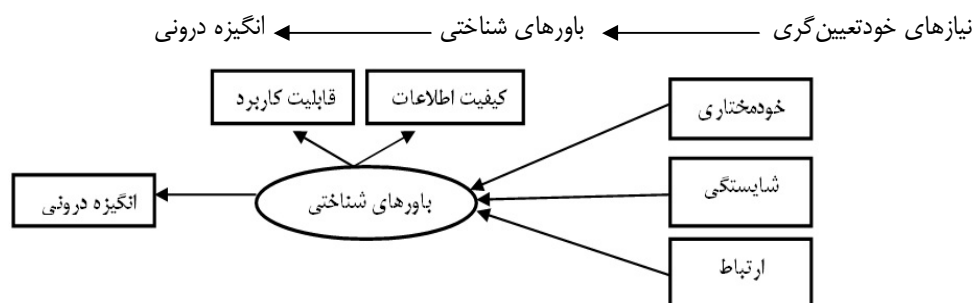 نیازهای خودتعیین‌گری باورهای شناختی انگیزه درونی
کیفیت اطلاعات قابلیت کاربرد
خودمختاری
شایستگی
باورهای شناختی
انگیزه درونی
ارتباط